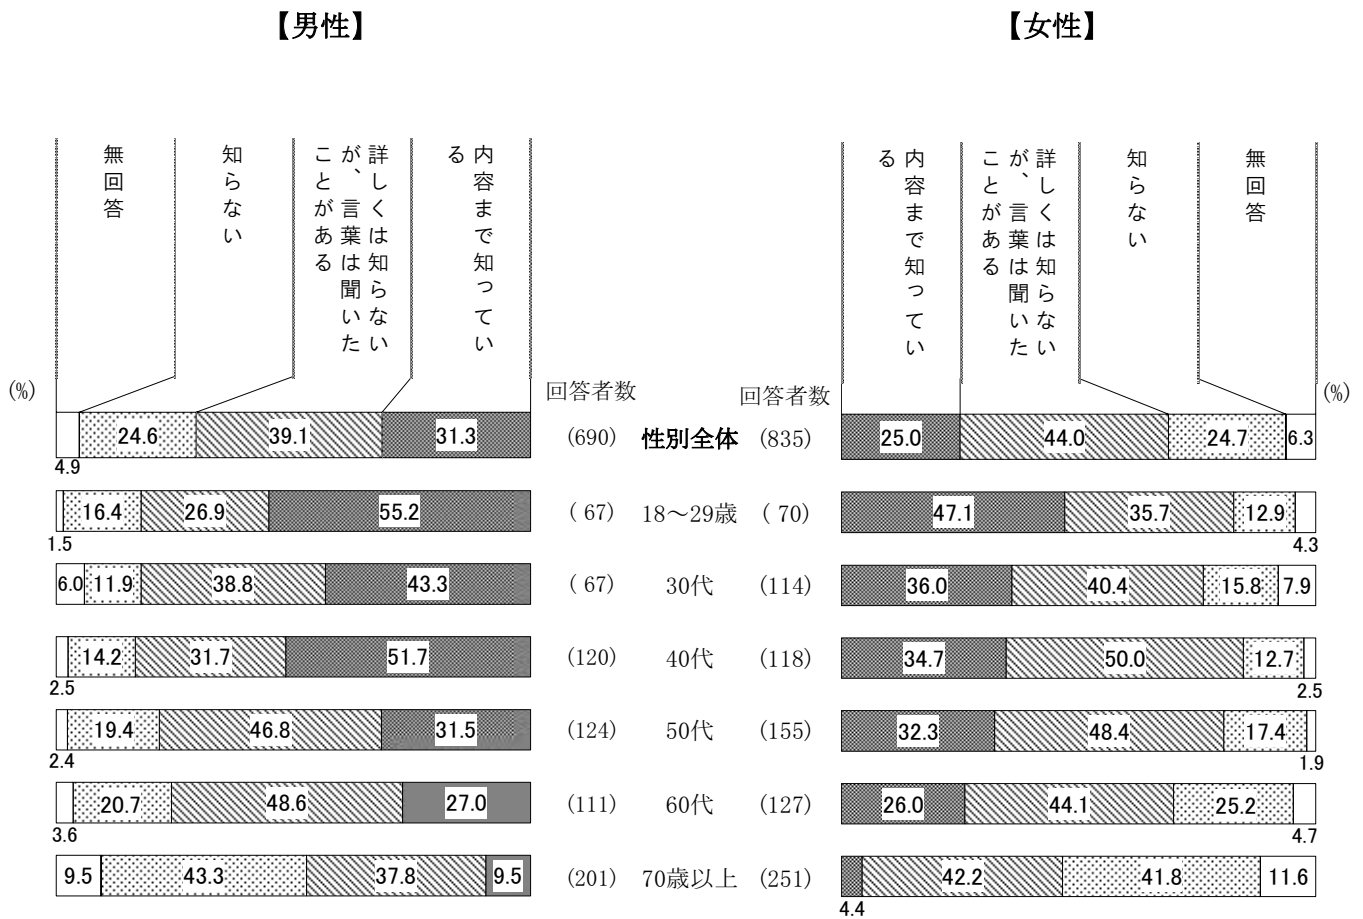 【男性】
【女性】
無回答
知らない
詳しくは知らない
が、言葉は聞いた
ことがある
内容まで知ってい
る
内容まで知ってい
る
詳しくは知らない
が、言葉は聞いた
ことがある
知らない
無回答
(%) 回答者数 回答者数 (%)
24.6 39.1 31.3 (690) 性別全体 (835) 25.0 44.0 24.7 6.3
4.9
16.4 26.9 55.2 ( 67) 18～29歳 ( 70) 47.1 35.7 12.9
1.5 4.3
6.0 11.9 38.8 43.3 ( 67) 30代 (114) 36.0 40.4 15.8 7.9
14.2 31.7 51.7 (120) 40代 (118) 34.7 50.0 12.7
2.5 2.5
19.4 46.8 31.5 (124) 50代 (155) 32.3 48.4 17.4
2.4 1.9
20.7 48.6 27.0 (111) 60代 (127) 26.0 44.1 25.2
3.6 4.7
9.5 43.3 37.8 9.5 (201) 70歳以上 (251) 42.2 41.8 11.6
4.4